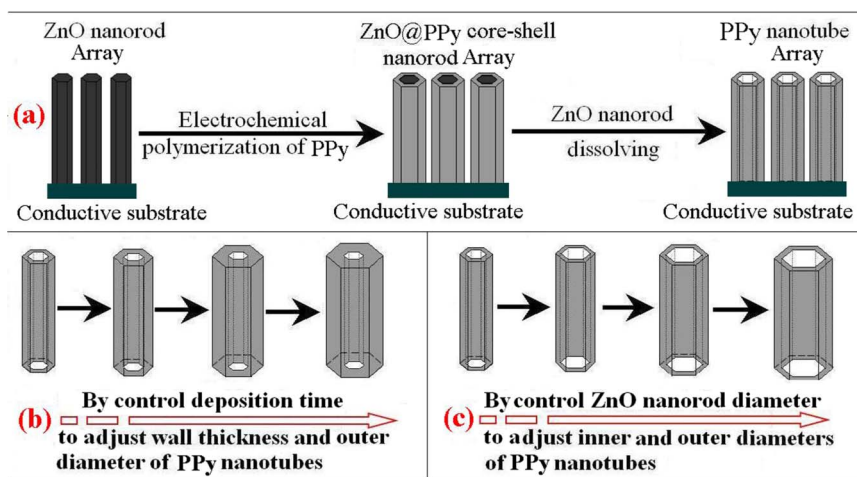 ZnO nanorod
Array
ZnO@PPy core-shell
nanorod Array
PPy nanotube
Array
(a)
Electrochemical
polymerization of PPy
ZnO nanorod
dissolving
Conductive substrate
Conductive substrate
Conductive substrate
(b)
By control deposition time
to adjust wall thickness and outer
diameter of PPy nanotubes
(c)
By control ZnO nanorod diameter
to adjust inner and outer diameters
of PPy nanotubes